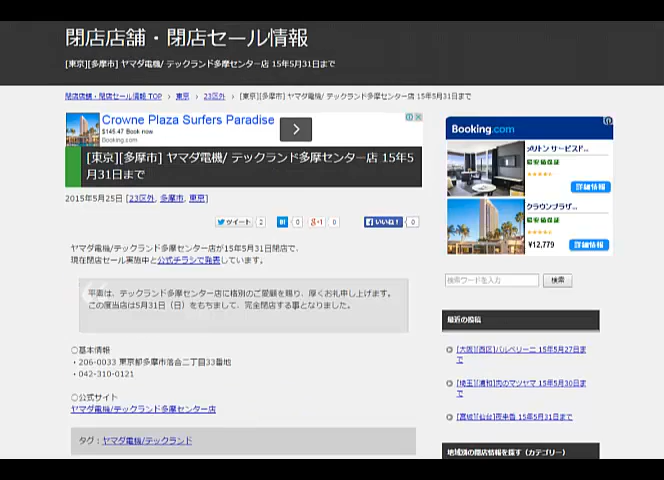 閉店店舗・閉店セール情報
[東京][多摩市] ヤマダ電機/ テックランド多摩センター店 15年5月31日まで
閉店店舗・閉店セール情報 TOP > 東京 > 23区外 > [東京][多摩市] ヤマダ電機/ テックランド多摩センター店 15年5月31日まで
Crowne Plaza Surfers Paradise
$145.47 Book now
Booking.com
[東京][多摩市] ヤマダ電機/ テックランド多摩センター店 15年5
月31日まで
2015年5月25日 [23区外, 多摩市, 東京]
ツイート 2 B! 0 g+1 0 いいね! 0
ヤマダ電機/テックランド多摩センター店が15年5月31日閉店で、
現在閉店セール実施中と公式チラシで発表しています。
平素は、テックランド多摩センター店に格別のご愛顧を賜り、厚くお礼申し上げます。
この度当店は5月31日（日）をもちまして、完全閉店する事となりました。
〇基本情報
・206-0033 東京都多摩市落合二丁目33番地
・042-310-0121
〇公式サイト
ヤマダ電機/テックランド多摩センター店
タグ：ヤマダ電機/テックランド
Booking.com
メリトン サービスド...
最安値保証
詳細情報
クラウンプラザ...
最安値保証
¥12,779 詳細情報
検索ワードを入力 検索
最近の投稿
[大阪][西区]バルベリーニ 15年5月27日ま
で
[埼玉][浦和]肉のマツヤマ 15年5月30日ま
で
[宮城][仙台]夜来香 15年5月31日まで
地域別の閉店情報を探す（カテゴリー）